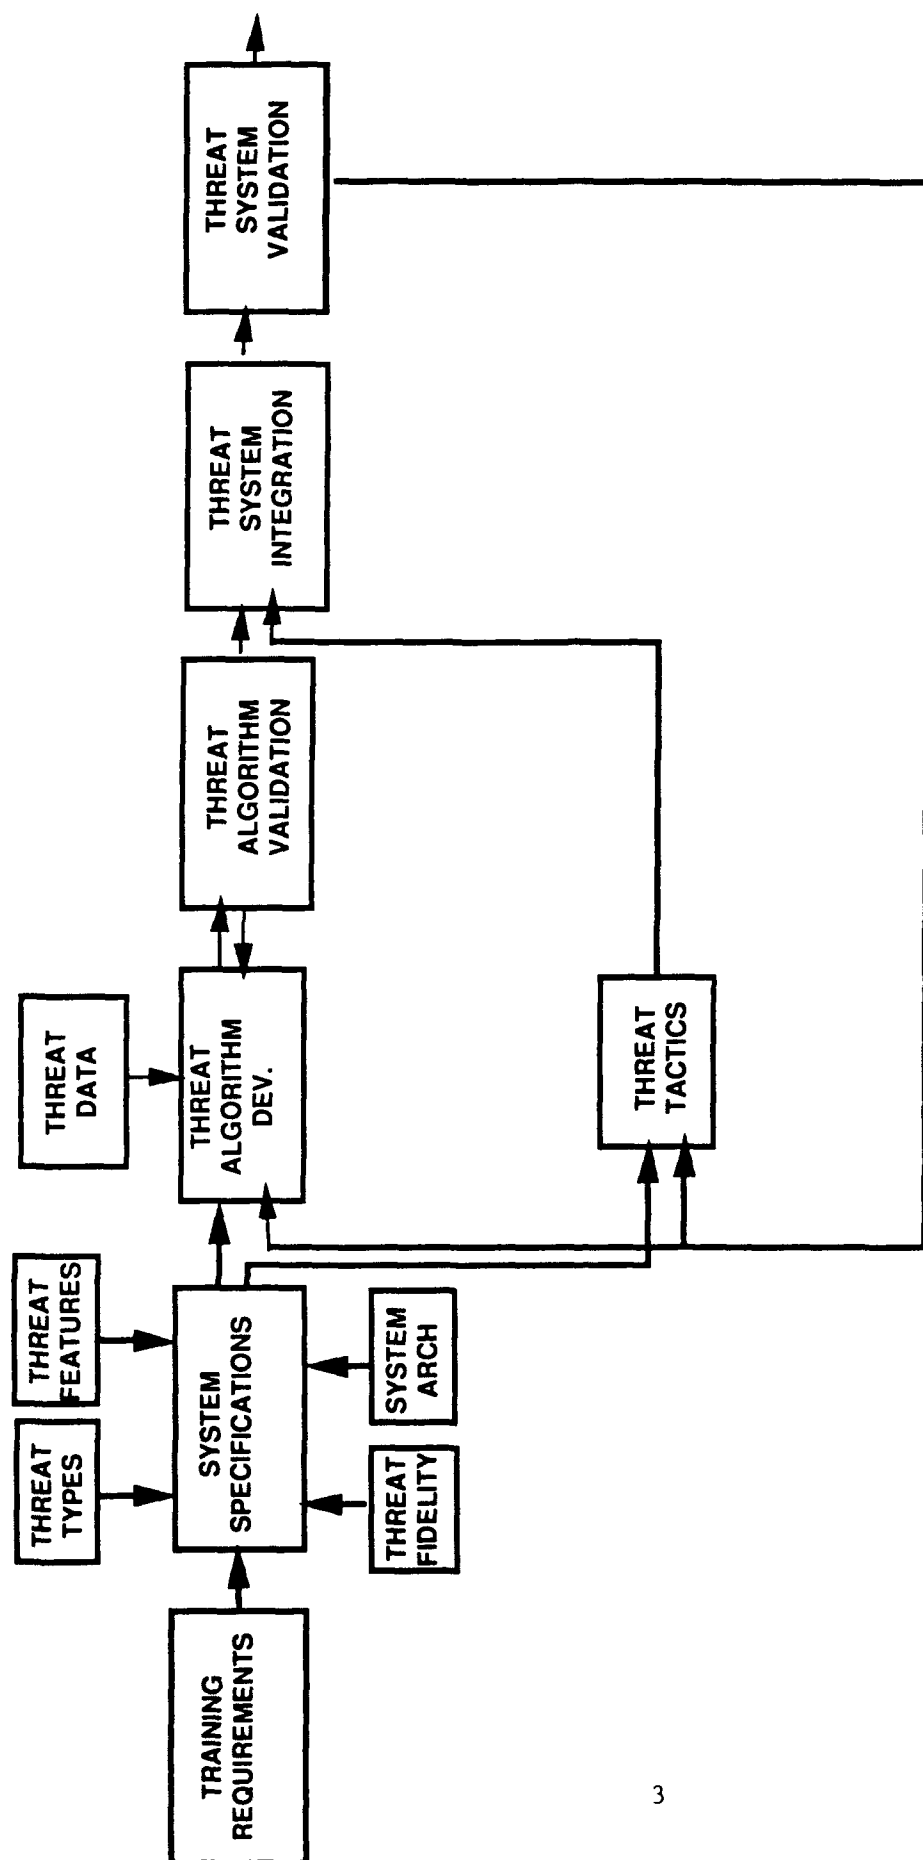 TRAINING
REQUIREMENTS
THREAT
TYPES
THREAT
FEATURES
SYSTEM
SPECIFICATIONS
THREAT
FIDELITY
SYSTEM
ARCH
THREAT
DATA
THREAT
ALGORITHM
DEV.
THREAT
TACTICS
THREAT
ALGORITHM
VALIDATION
THREAT
SYSTEM
INTEGRATION
THREAT
SYSTEM
VALIDATION
3